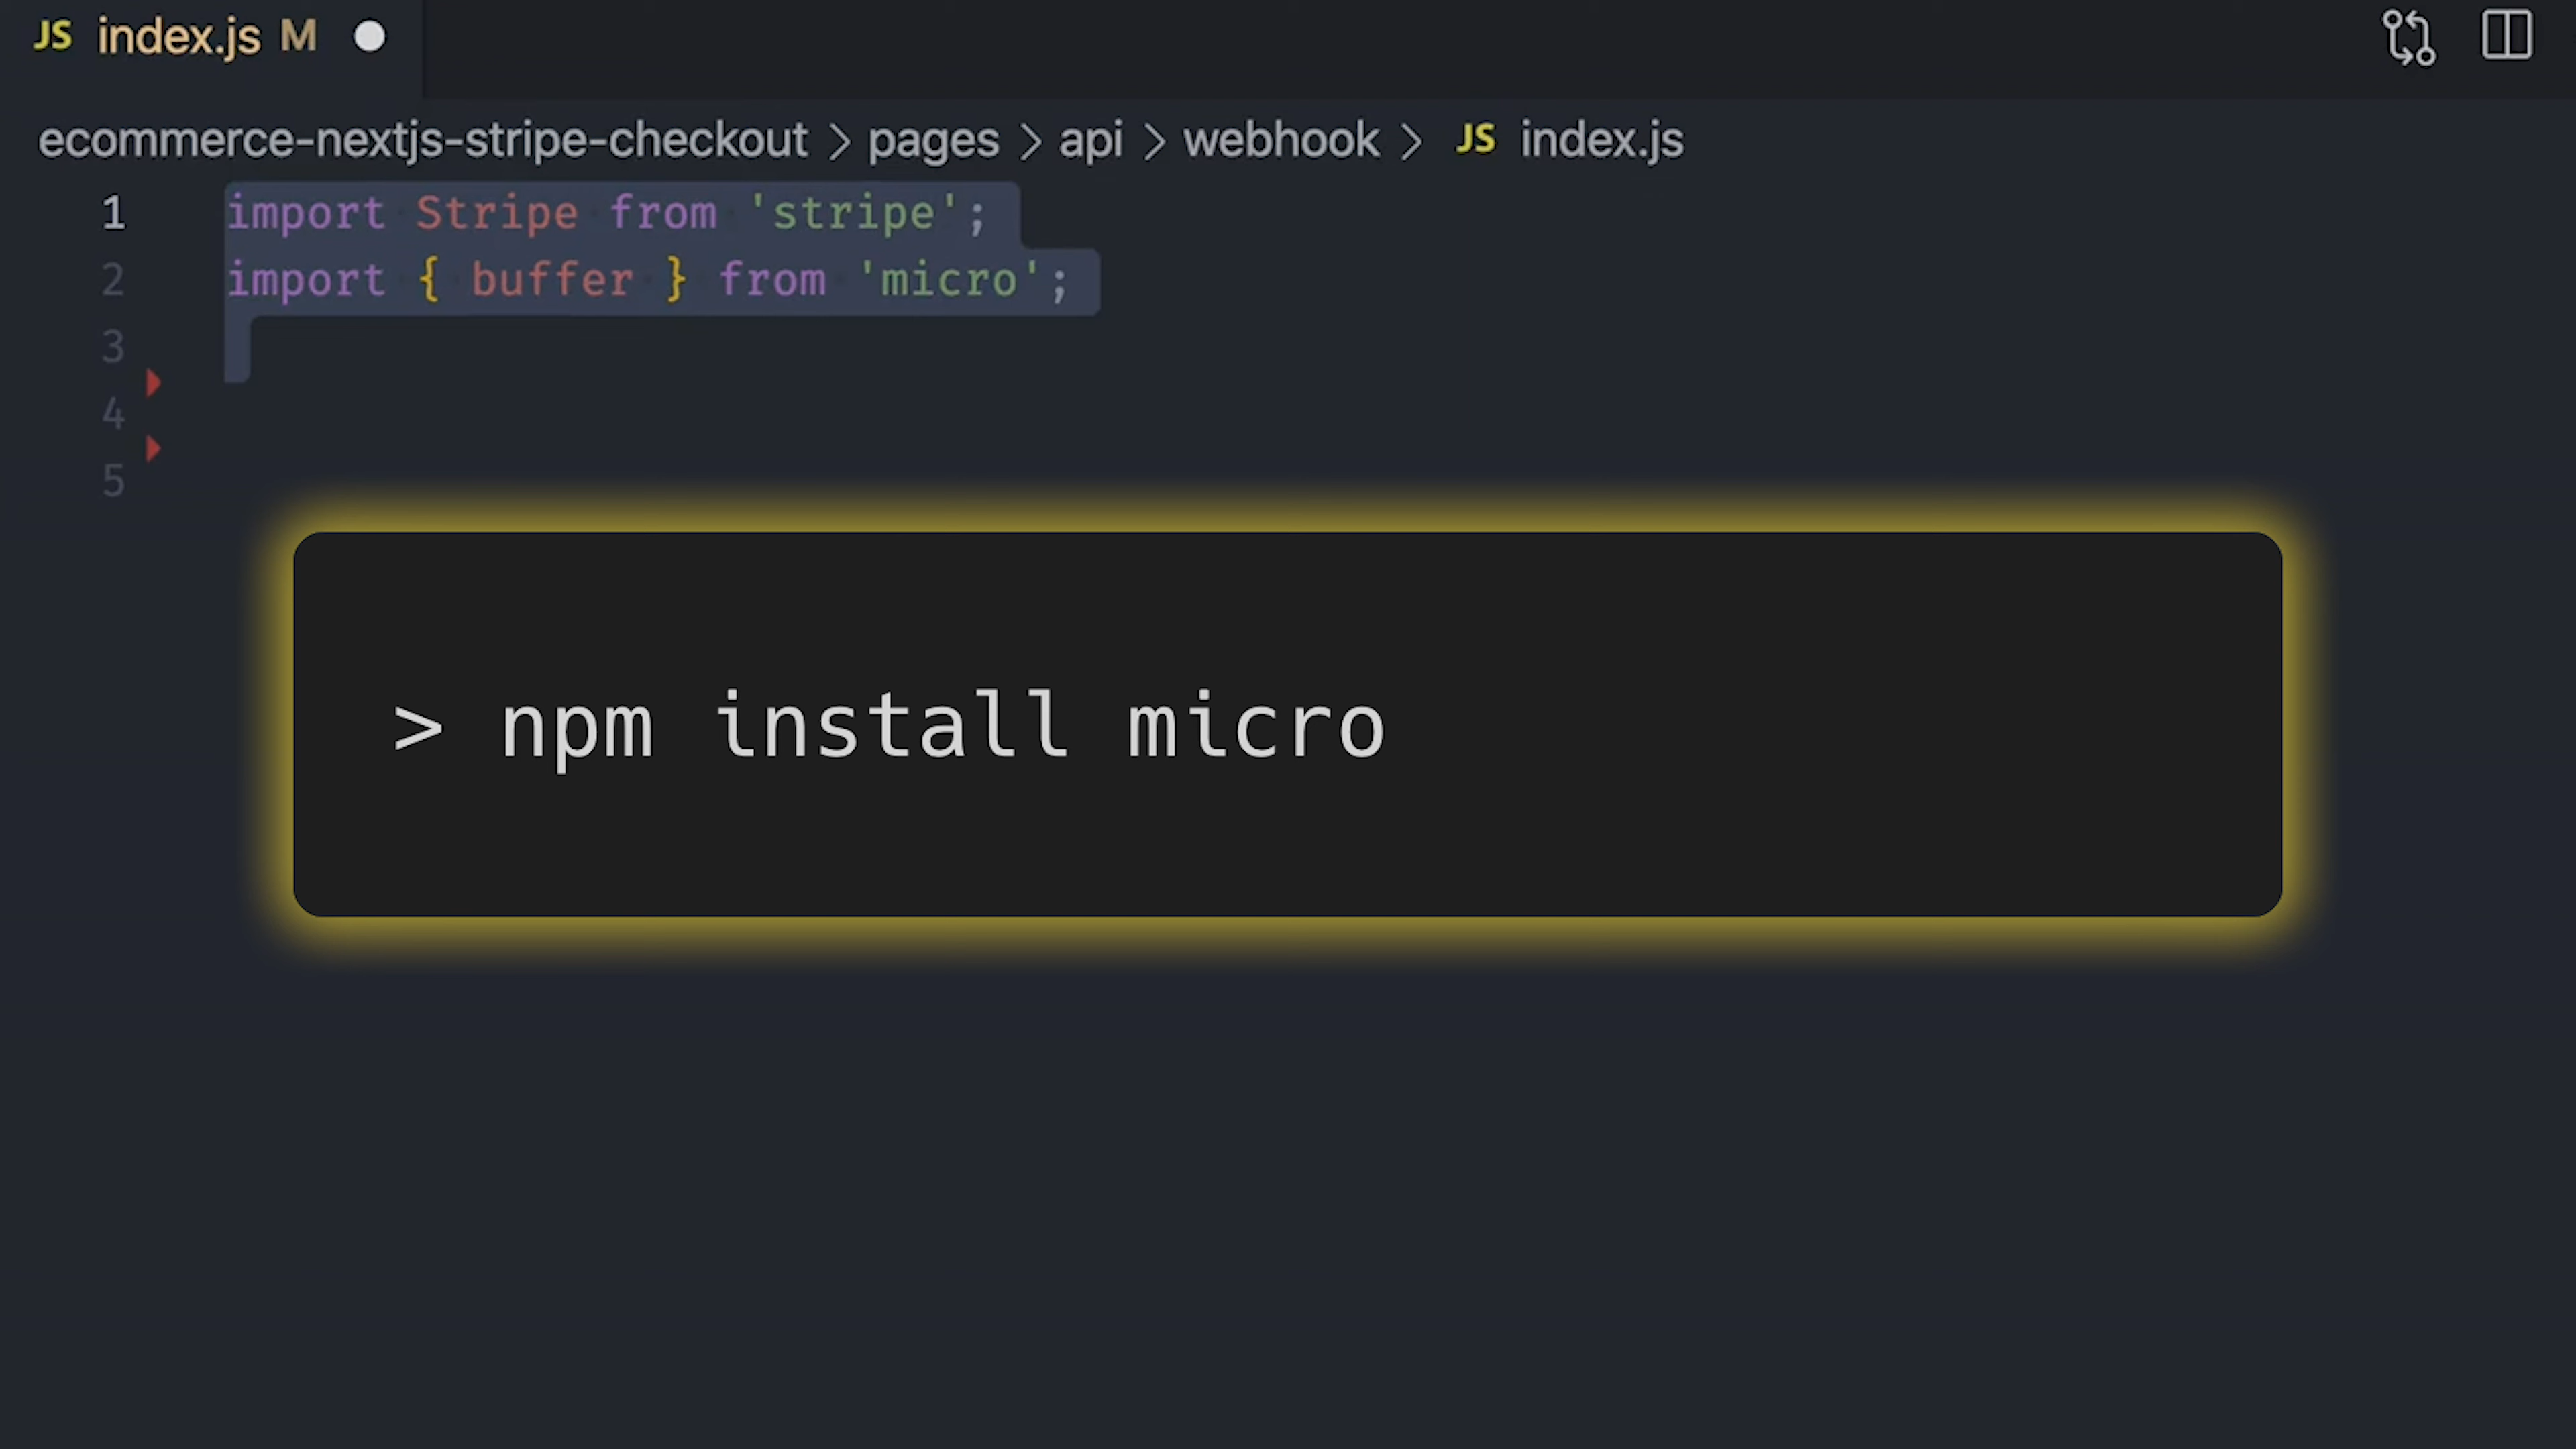 JS index.js M
ecommerce-nextjs-stripe-checkout > pages > api > webhook > JS index.js
1 import Stripe from 'stripe';
2 import { buffer } from 'micro';
3
4
5
> npm install micro